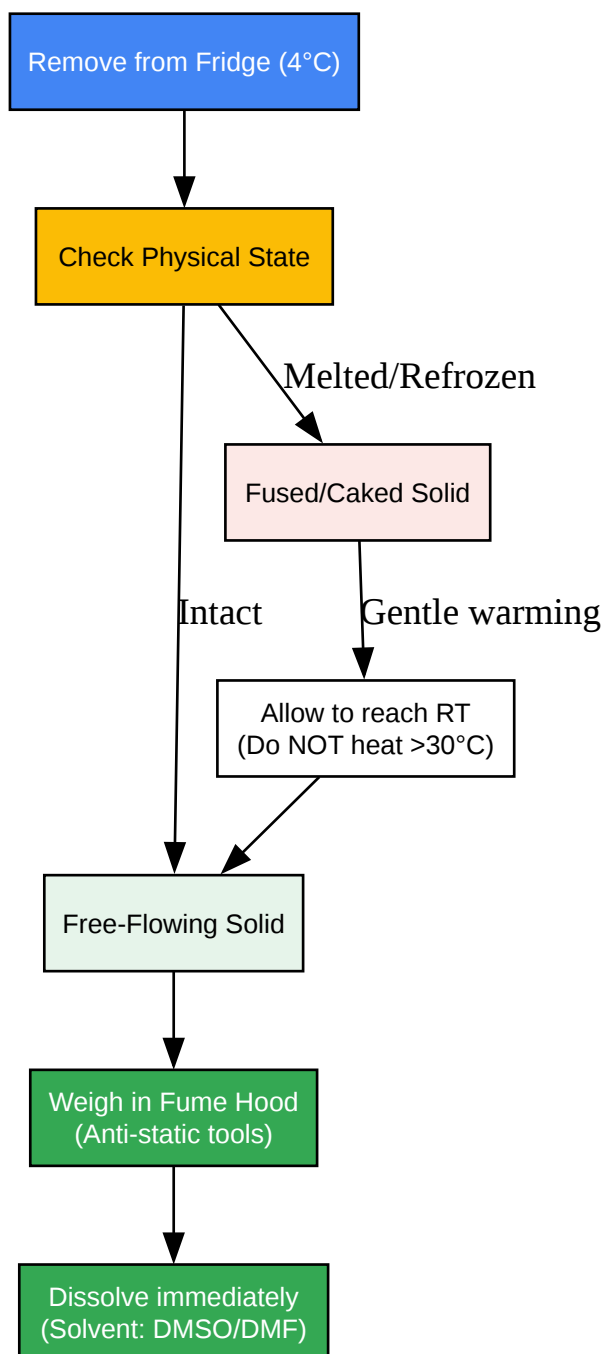 Remove from Fridge (4°C)
Check Physical State
Melted/Refrozen
Fused/Caked Solid
Intact
Gentle warming
Allow to reach RT
(Do NOT heat >30°C)
Free-Flowing Solid
Weigh in Fume Hood
(Anti-static tools)
Dissolve immediately
(Solvent: DMSO/DMF)